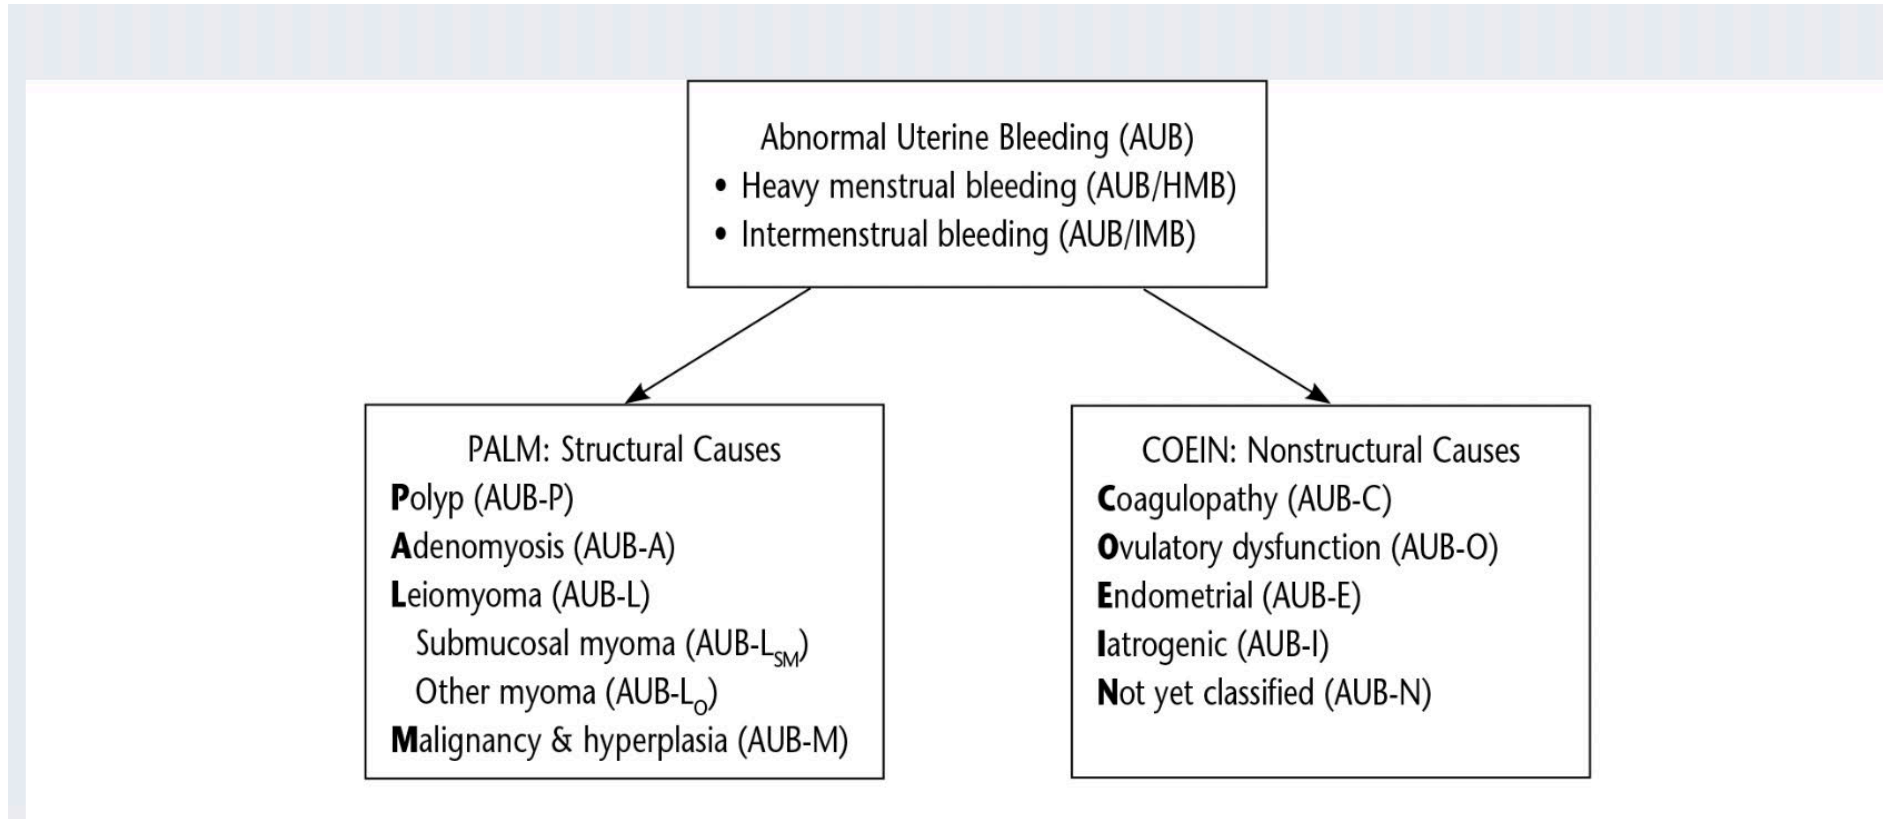 Abnormal Uterine Bleeding (AUB)
• Heavy menstrual bleeding (AUB/HMB)
• Intermenstrual bleeding (AUB/IMB)
PALM: Structural Causes
Polyp (AUB-P)
Adenomyosis (AUB-A)
Leiomyoma (AUB-L)
Submucosal myoma (AUB-LSM)
Other myoma (AUB-LO)
Malignancy & hyperplasia (AUB-M)
COEIN: Nonstructural Causes
Coagulopathy (AUB-C)
Ovulatory dysfunction (AUB-O)
Endometrial (AUB-E)
Iatrogenic (AUB-I)
Not yet classified (AUB-N)